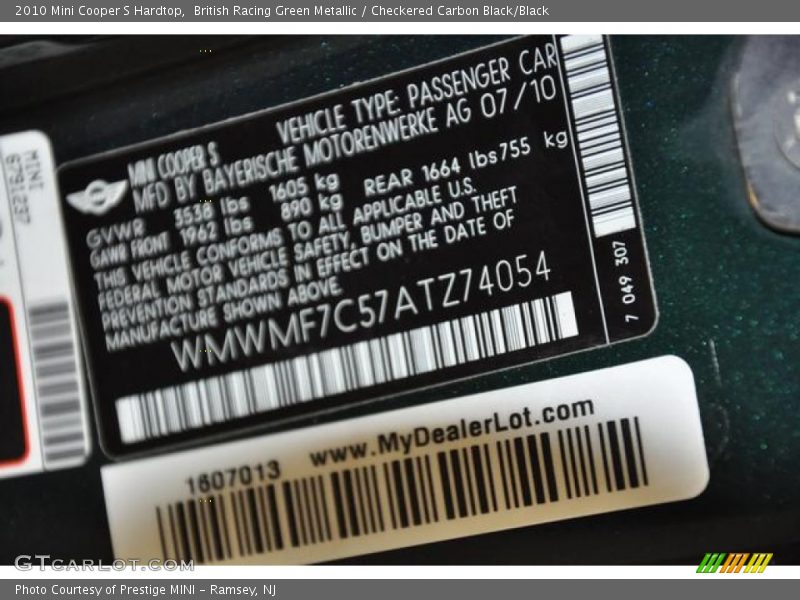 2010 Mini Cooper S Hardtop,  British Racing Green Metallic / Checkered Carbon Black/Black
MINI
6791237
MINI COOPER S
VEHICLE TYPE: PASSENGER CAR
MFD BY BAYERISCHE MOTORENWERKE AG 07/10
GVWR 3538 lbs 1605 kg
GAWR FRONT 1962 lbs 890 kg REAR 1664 lbs 755 kg
THIS VEHICLE CONFORMS TO ALL APPLICABLE U.S.
FEDERAL MOTOR VEHICLE SAFETY, BUMPER AND THEFT
PREVENTION STANDARDS IN EFFECT ON THE DATE OF
MANUFACTURE SHOWN ABOVE.
WMWMF7C57ATZ74054
7 049 307
1607013 www.MyDealerLot.com
GTCarLot.com
Photo Courtesy of Prestige MINI - Ramsey, NJ